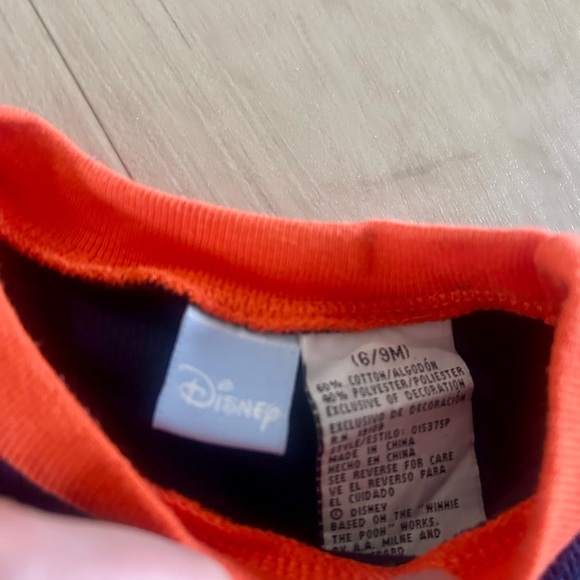 Disney
(6/9M)
60% COTTON/ALGODÓN
40% POLYESTER/POLIESTER
EXCLUSIVE OF DECORATION
EXCLUSIVO DE DECORACIÓN
R.N.
STYLE/ESTILO: 01537SP
MADE IN CHINA
HECHO EN CHINA
SEE REVERSE FOR CARE
VE EL REVERSO PARA
EL CUIDADO
© DISNEY
BASED ON THE "WINNIE
THE POOH" WORKS,
BY A.A. MILNE AND